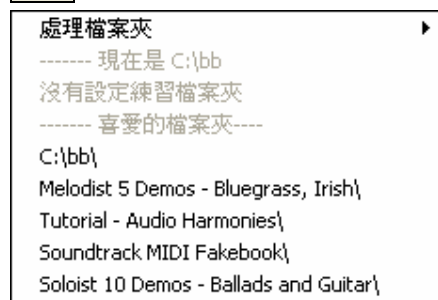 處理檔案夾
------- 現在是 C:\bb
沒有設定練習檔案夾
------- 喜愛的檔案夾----
C:\bb\
Melodist 5 Demos - Bluegrass, Irish\
Tutorial - Audio Harmonies\
Soundtrack MIDI Fakebook\
Soloist 10 Demos - Ballads and Guitar\